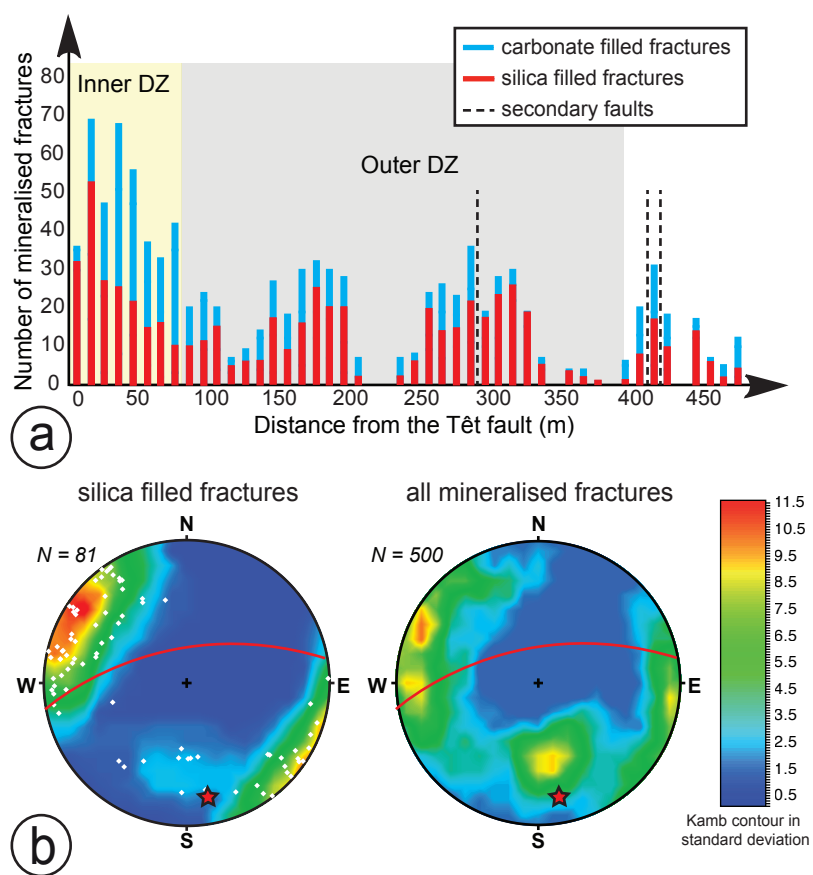 carbonate filled fractures
silica filled fractures
secondary faults
Number of mineralised fractures
80
70
60
50
40
30
20
10
0
Inner DZ
Outer DZ
0 50 100 150 200 250 300 350 400 450
Distance from the Têt fault (m)
a
silica filled fractures
N = 81
N
W
E
S
all mineralised fractures
N = 500
N
W
E
S
11.5
10.5
9.5
8.5
7.5
6.5
5.5
4.5
3.5
2.5
1.5
0.5
Kamb contour in
standard deviation
b